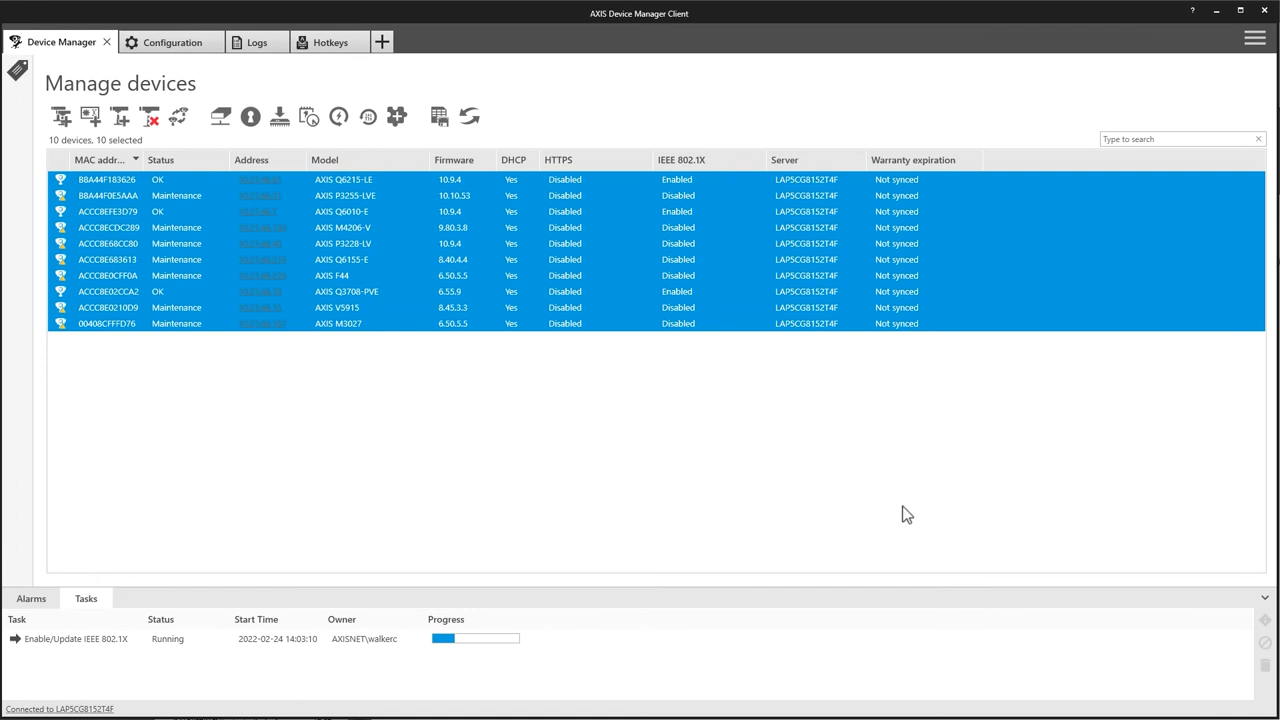 AXIS Device Manager Client
?
Device Manager Configuration Logs Hotkeys
Manage devices
10 devices, 10 selected
Type to search
MAC addr... Status Address Model Firmware DHCP HTTPS IEEE 802.1X Server Warranty expiration
B8A44F183626 OK AXIS Q6215-LE 10.9.4 Yes Disabled Enabled LAP5CG8152T4F Not synced
B8A44F0E5AAA Maintenance AXIS P3255-LVE 10.10.53 Yes Disabled Disabled LAP5CG8152T4F Not synced
ACCC8EFE3D79 OK AXIS Q6010-E 10.9.4 Yes Disabled Enabled LAP5CG8152T4F Not synced
ACCC8ECDC289 Maintenance AXIS M4206-V 9.80.3.8 Yes Disabled Disabled LAP5CG8152T4F Not synced
ACCC8E68CC80 Maintenance AXIS P3228-LV 10.9.4 Yes Disabled Disabled LAP5CG8152T4F Not synced
ACCC8E683613 Maintenance AXIS Q6155-E 8.40.4.4 Yes Disabled Disabled LAP5CG8152T4F Not synced
ACCC8E0CFF0A Maintenance AXIS F44 6.50.5.5 Yes Disabled Disabled LAP5CG8152T4F Not synced
ACCC8E02CCA2 OK AXIS Q3708-PVE 6.55.9 Yes Disabled Enabled LAP5CG8152T4F Not synced
ACCC8E0210D9 Maintenance AXIS V5915 8.45.3.3 Yes Disabled Disabled LAP5CG8152T4F Not synced
00408CFFFD76 Maintenance AXIS M3027 6.50.5.5 Yes Disabled Disabled LAP5CG8152T4F Not synced
Alarms Tasks
Task Status Start Time Owner Progress
Enable/Update IEEE 802.1X Running 2022-02-24 14:03:10 AXISNET\walkerc
Connected to LAP5CG8152T4F